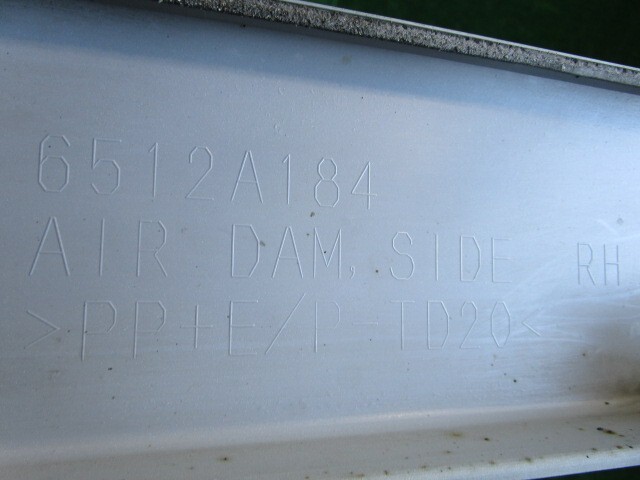 6512A184
AIR DAM, SIDE RH
>PP+E/P-TD20<